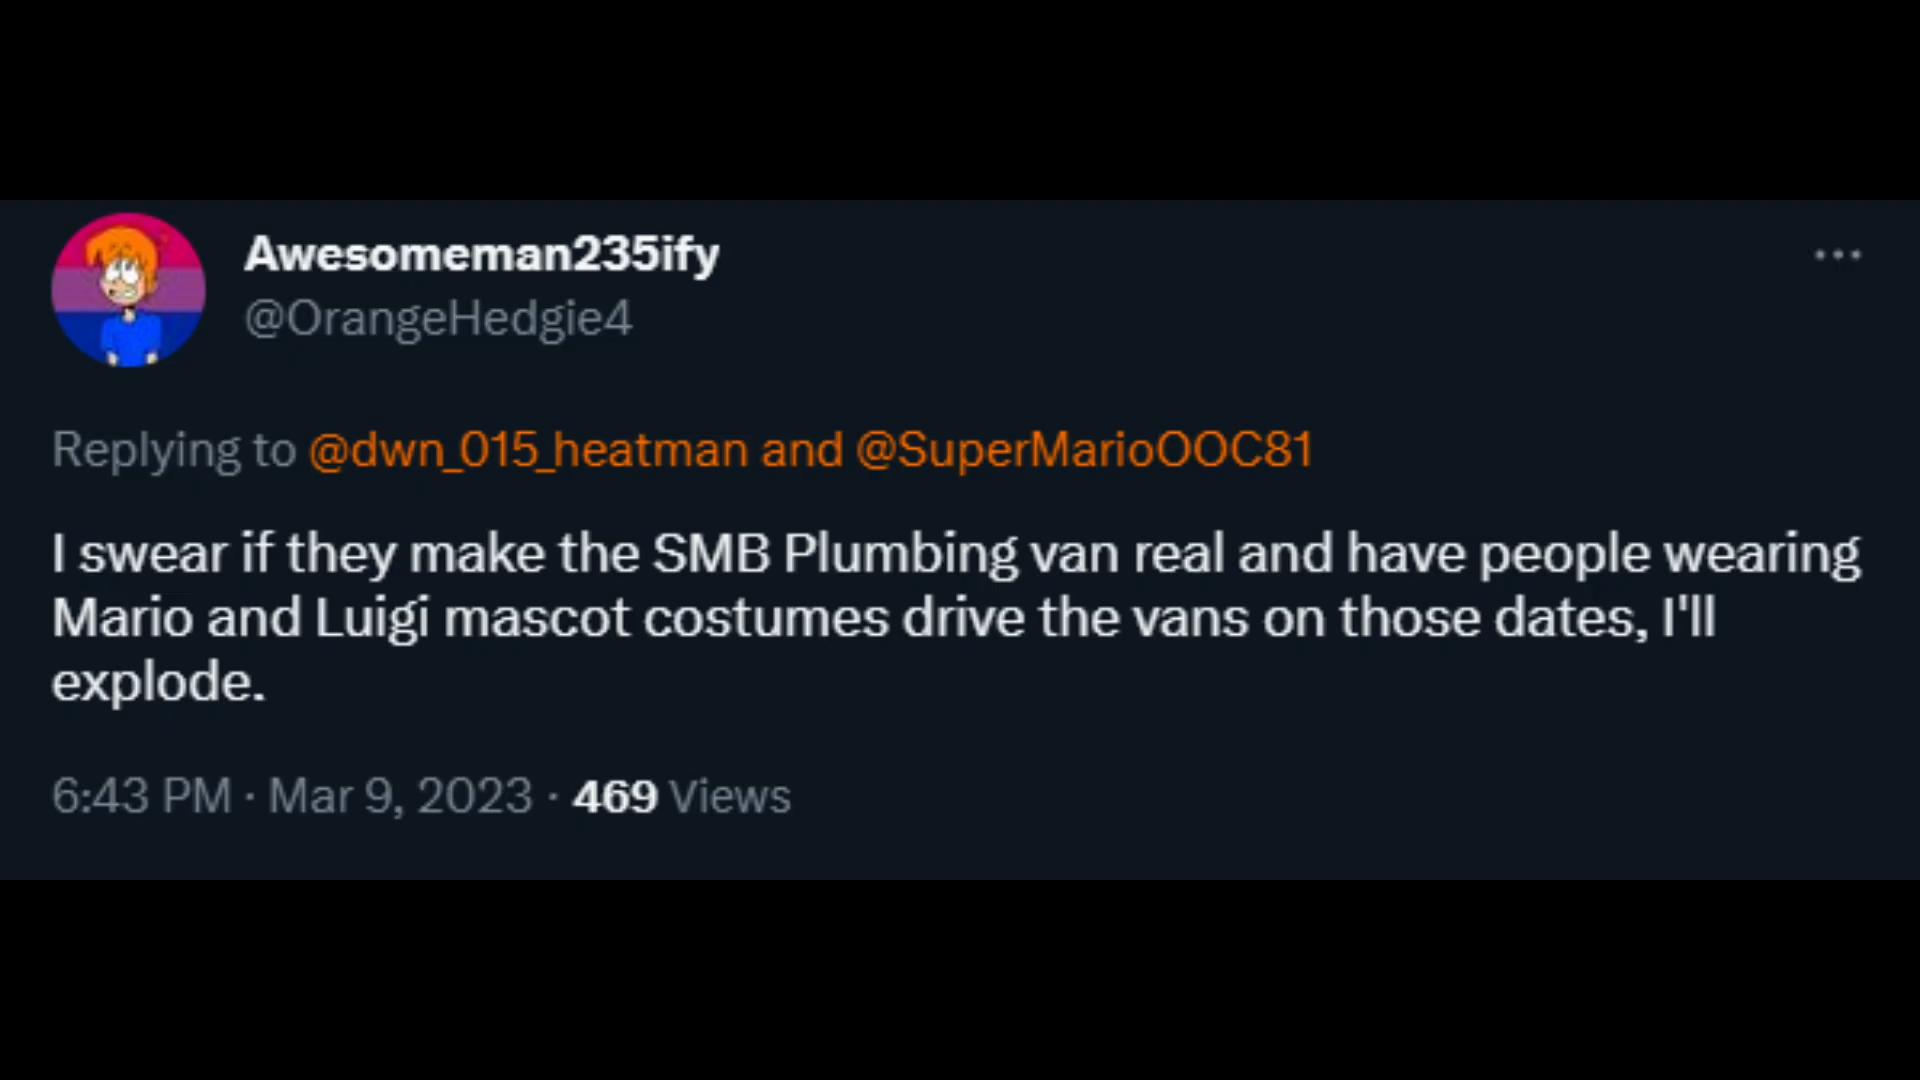 Awesomeman235ify
@OrangeHedgie4
Replying to @dwn_015_heatman and @SuperMarioOOC81
I swear if they make the SMB Plumbing van real and have people wearing
Mario and Luigi mascot costumes drive the vans on those dates, I'll
explode.
6:43 PM · Mar 9, 2023 · 469 Views